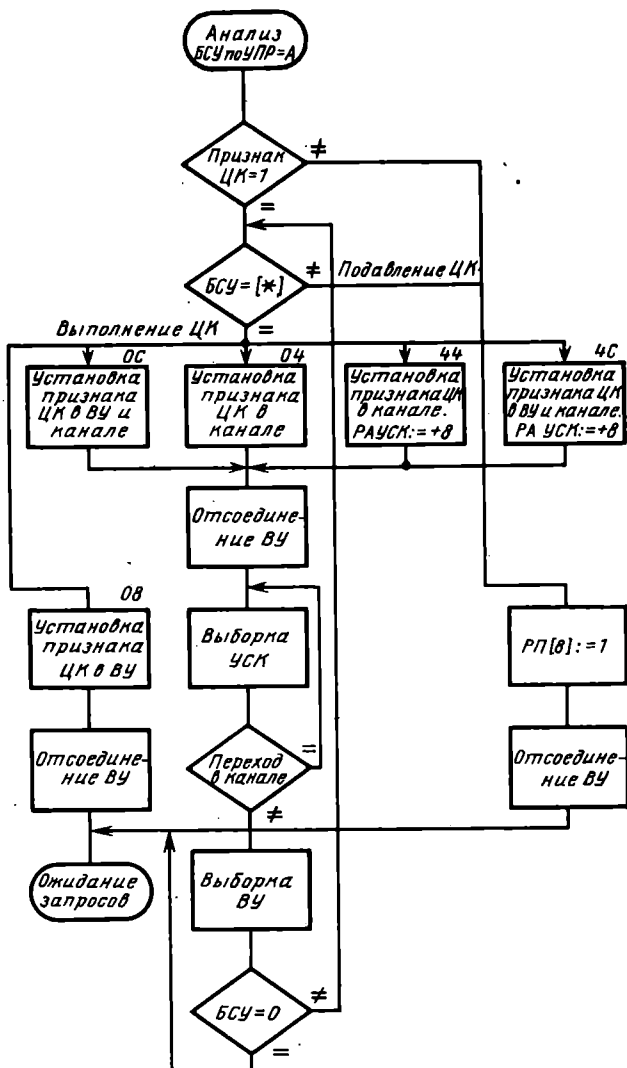 Анализ
БСУ по УПР=А
Признак
ЦК=1
≠
=
БСУ=[*]
≠
Подавление ЦК
=
Выполнение ЦК
0С
Установка
признака
ЦК в ВУ и
канале
04
Установка
признака
ЦК в
канале
44
Установка
признака ЦК
в канале.
РАУСК:=+8
4С
Установка
признака ЦК
в ВУ и канале.
РА УСК:=+8
Отсоедине-
ние ВУ
08
Установка
признака
ЦК в ВУ
Выборка
УСК
РП[8]:=1
Отсоедине-
ние ВУ
Переход
в канале
=
≠
Отсоедине-
ние ВУ
Ожидание
запросов
Выборка
ВУ
БСУ=0
≠
=